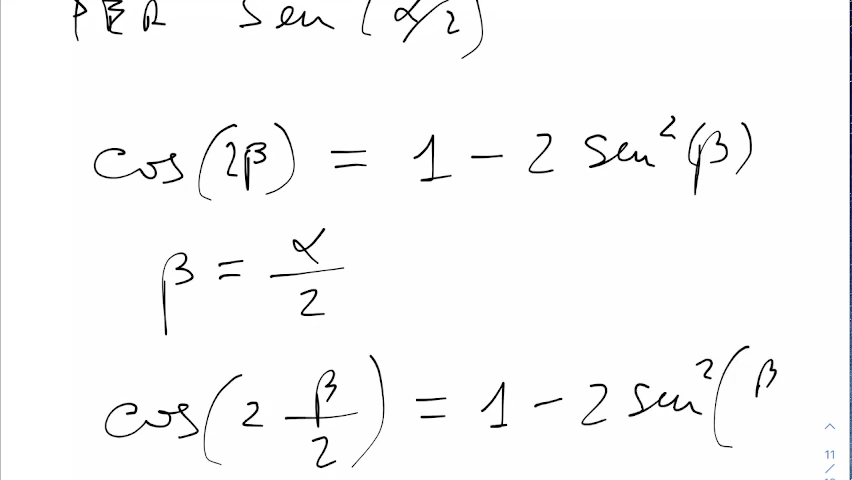 PER sen(α/2)
cos(2β) = 1 - 2 sen²(β)
β = α/2
cos(2 β/2) = 1 - 2 sen²(β
11
/